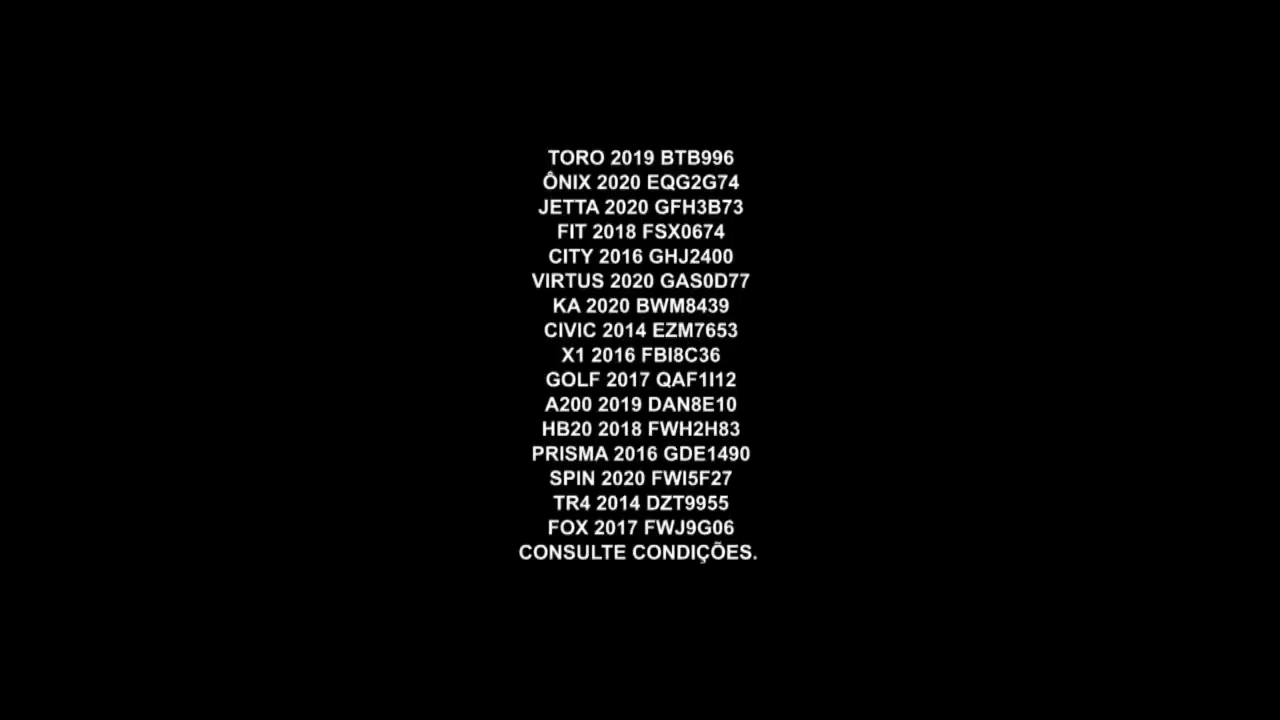 TORO 2019 BTB996
ÔNIX 2020 EQG2G74
JETTA 2020 GFH3B73
FIT 2018 FSX0674
CITY 2016 GHJ2400
VIRTUS 2020 GAS0D77
KA 2020 BWM8439
CIVIC 2014 EZM7653
X1 2016 FBI8C36
GOLF 2017 QAF1I12
A200 2019 DAN8E10
HB20 2018 FWH2H83
PRISMA 2016 GDE1490
SPIN 2020 FWI5F27
TR4 2014 DZT9955
FOX 2017 FWJ9G06
CONSULTE CONDIÇÕES.